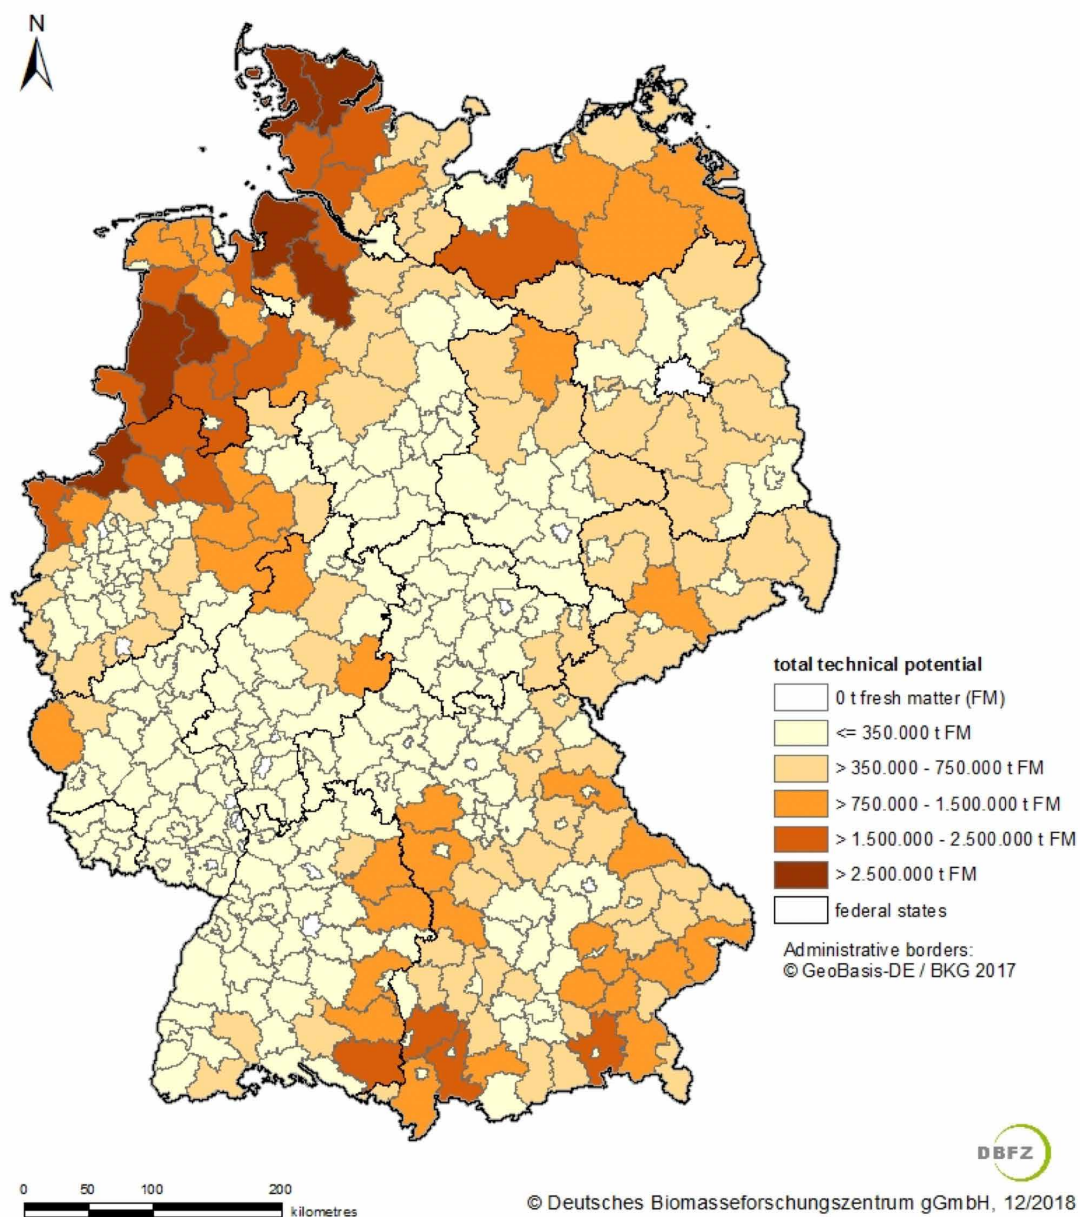 N
total technical potential
0 t fresh matter (FM)
<= 350.000 t FM
> 350.000 - 750.000 t FM
> 750.000 - 1.500.000 t FM
> 1.500.000 - 2.500.000 t FM
> 2.500.000 t FM
federal states
Administrative borders:
© GeoBasis-DE / BKG 2017
DBFZ
0 50 100 200
kilometres
© Deutsches Biomasseforschungszentrum gGmbH, 12/2018